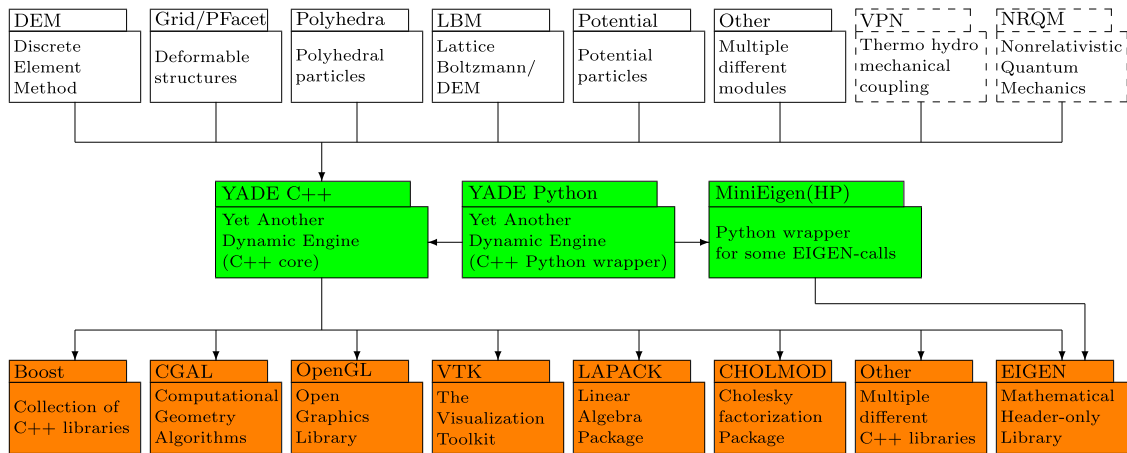 DEM
Discrete
Element
Method
Grid/PFacet
Deformable
structures
Polyhedra
Polyhedral
particles
LBM
Lattice
Boltzmann/
DEM
Potential
Potential
particles
Other
Multiple
different
modules
VPN
Thermo hydro
mechanical
coupling
NRQM
Nonrelativistic
Quantum
Mechanics
YADE C++
Yet Another
Dynamic Engine
(C++ core)
YADE Python
Yet Another
Dynamic Engine
(C++ Python wrapper)
MiniEigen(HP)
Python wrapper
for some EIGEN-calls
Boost
Collection of
C++ libraries
CGAL
Computational
Geometry
Algorithms
OpenGL
Open
Graphics
Library
VTK
The
Visualization
Toolkit
LAPACK
Linear
Algebra
Package
CHOLMOD
Cholesky
factorization
Package
Other
Multiple
different
C++ libraries
EIGEN
Mathematical
Header-only
Library